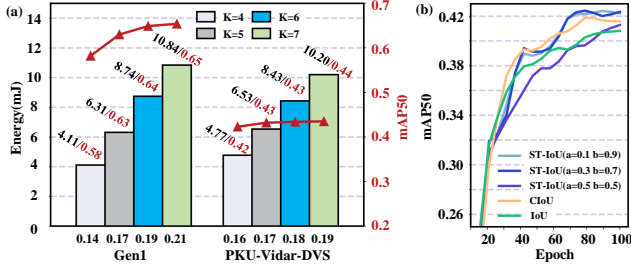 (a)
14
12
10
8
6
4
2
0
Energy(mJ)
K=4
K=6
K=5
K=7
4.11/0.58
6.31/0.63
8.74/0.64
10.84/0.65
4.77/0.42
6.53/0.43
8.43/0.43
10.20/0.44
0.14 0.17 0.19 0.21
0.16 0.17 0.18 0.19
Gen1
PKU-Vidar-DVS
0.7
0.6
0.5
0.4
0.3
0.2
mAP50
(b)
0.42
0.38
0.34
0.30
0.26
mAP50
ST-IoU(a=0.1 b=0.9)
ST-IoU(a=0.3 b=0.7)
ST-IoU(a=0.5 b=0.5)
CIoU
IoU
20 40 60 80 100
Epoch